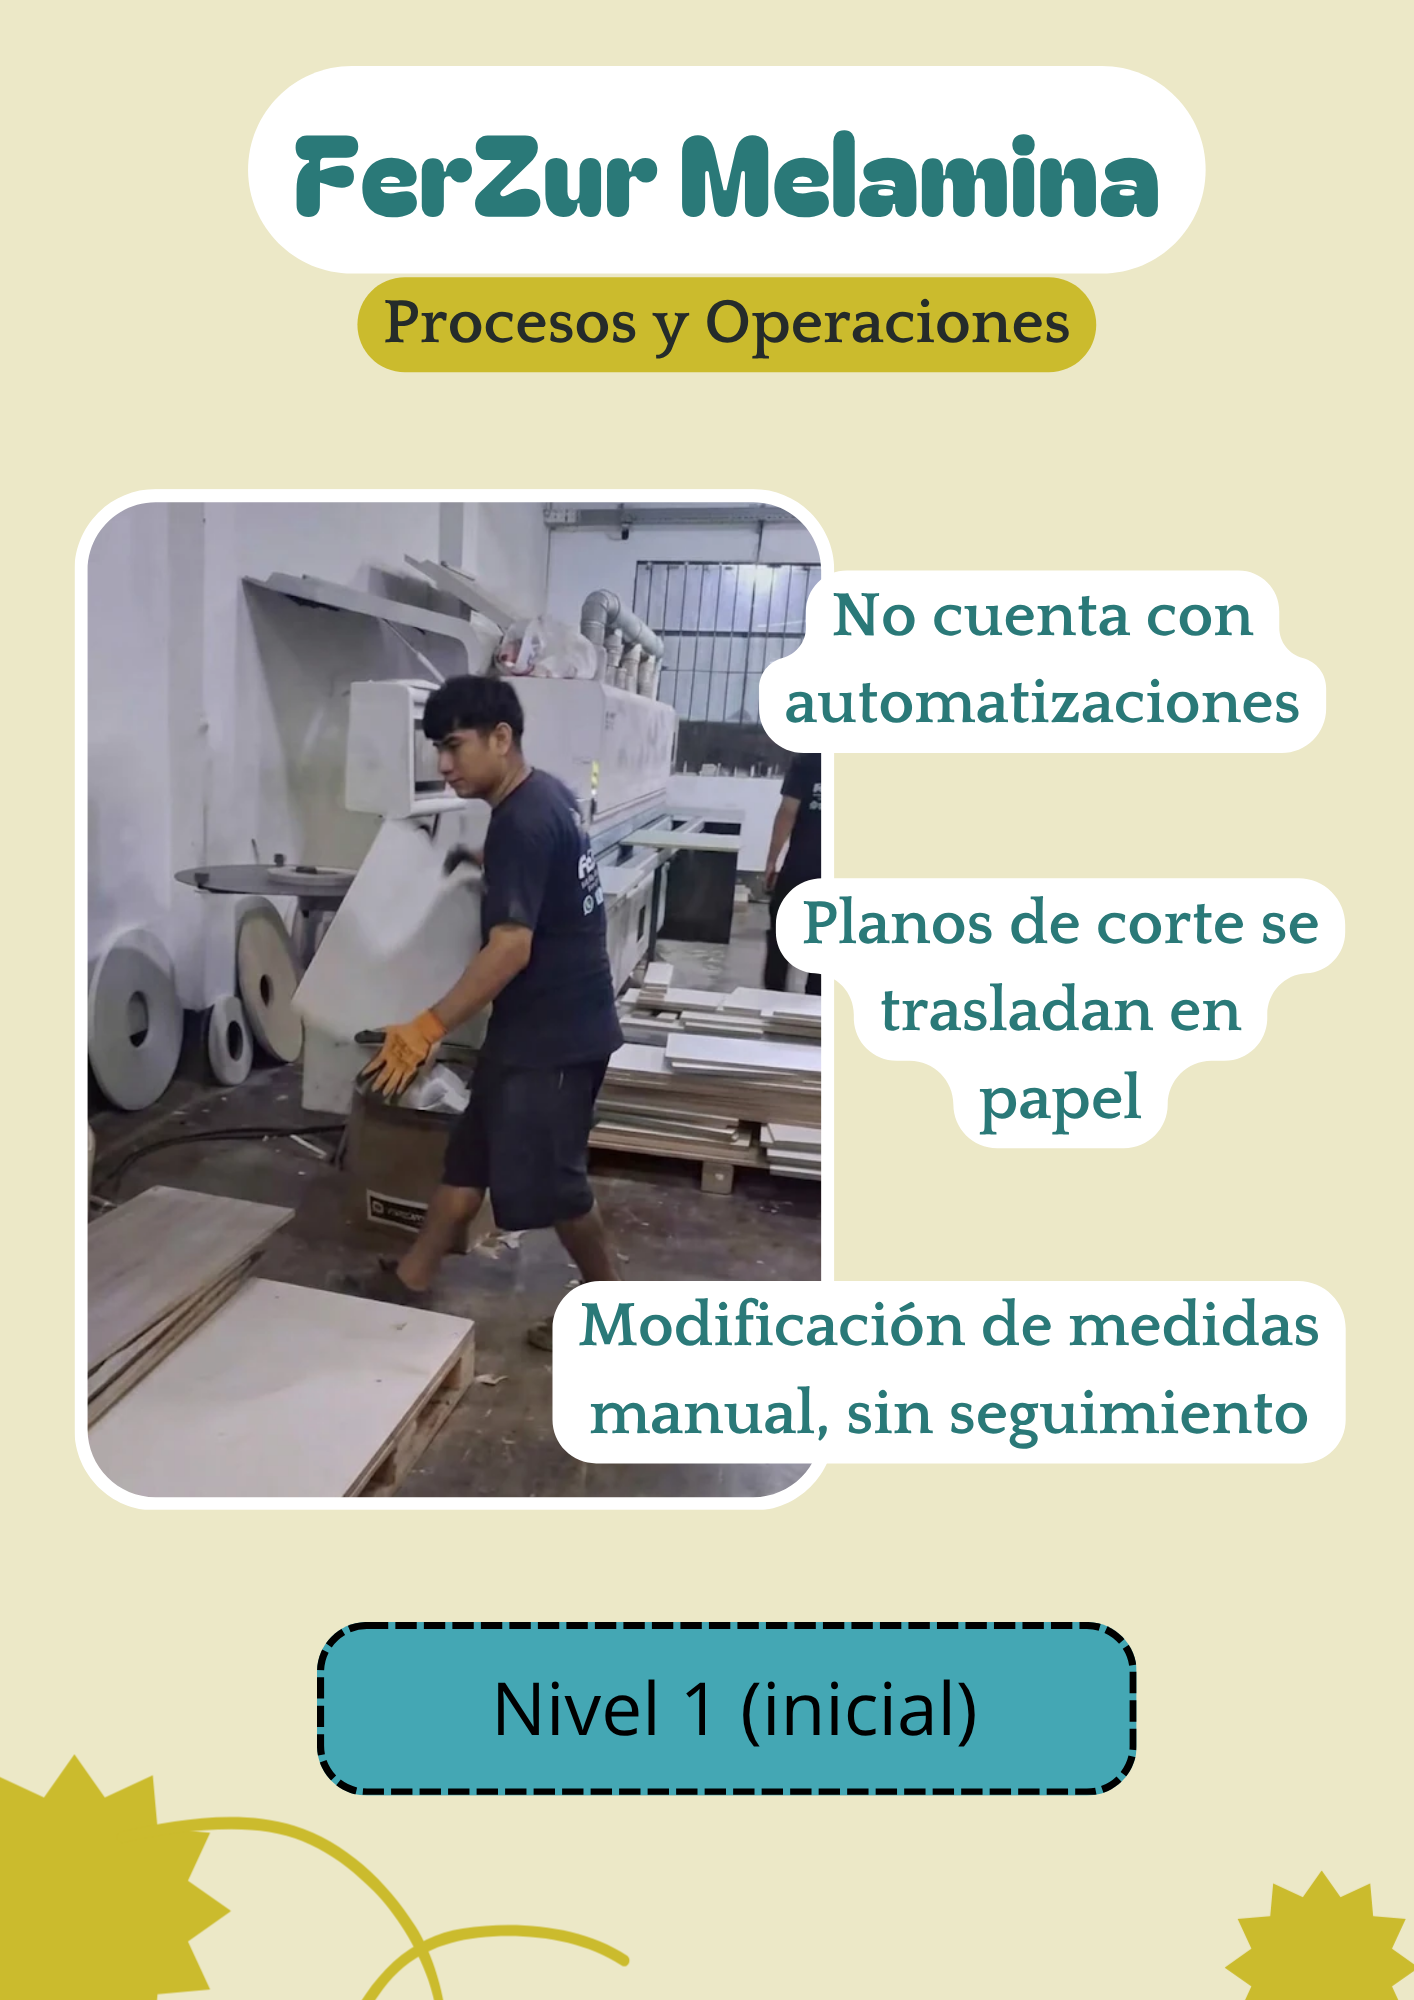 FerZur Melamina
Procesos y Operaciones
No cuenta con
automatizaciones
Planos de corte se
trasladan en
papel
Modificación de medidas
manual, sin seguimiento
Nivel 1 (inicial)